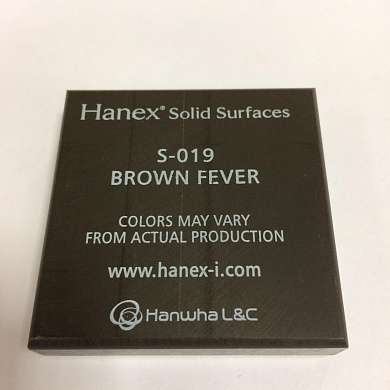 Hanex® Solid Surfaces
S-019
BROWN FEVER
COLORS MAY VARY
FROM ACTUAL PRODUCTION
www.hanex-i.com
Hanwha L&C